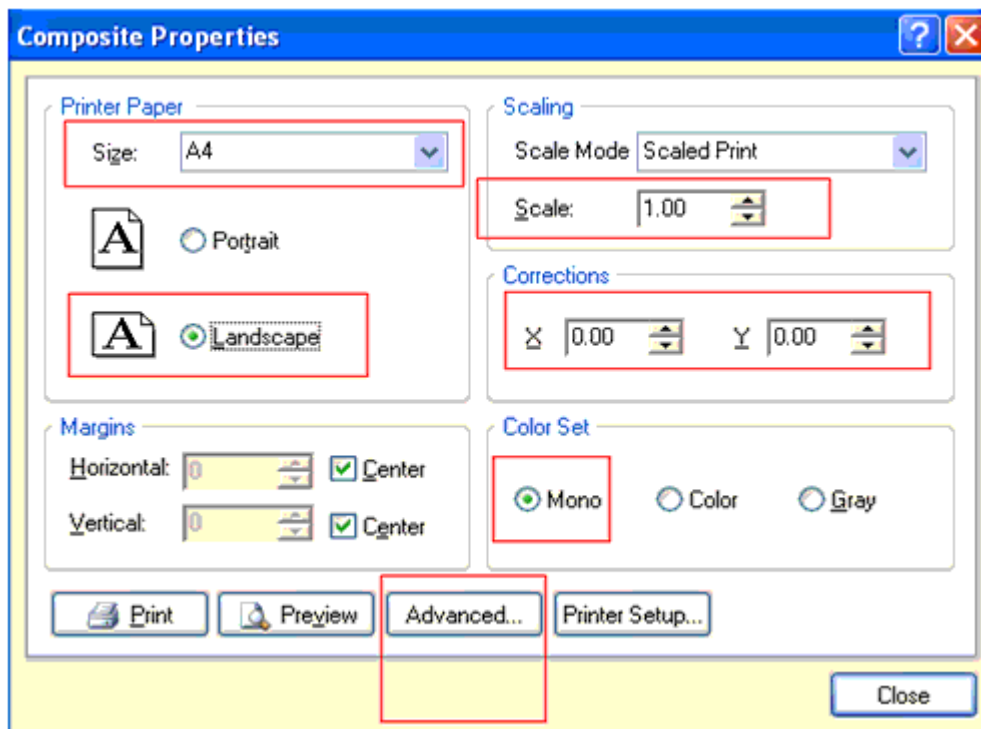 Composite Properties
Printer Paper
Size: A4
A Portrait
A Landscape
Scaling
Scale Mode Scaled Print
Scale: 1.00
Corrections
X 0.00 Y 0.00
Margins
Horizontal: 0 Center
Vertical: 0 Center
Color Set
Mono Color Gray
Print Preview Advanced... Printer Setup...
Close